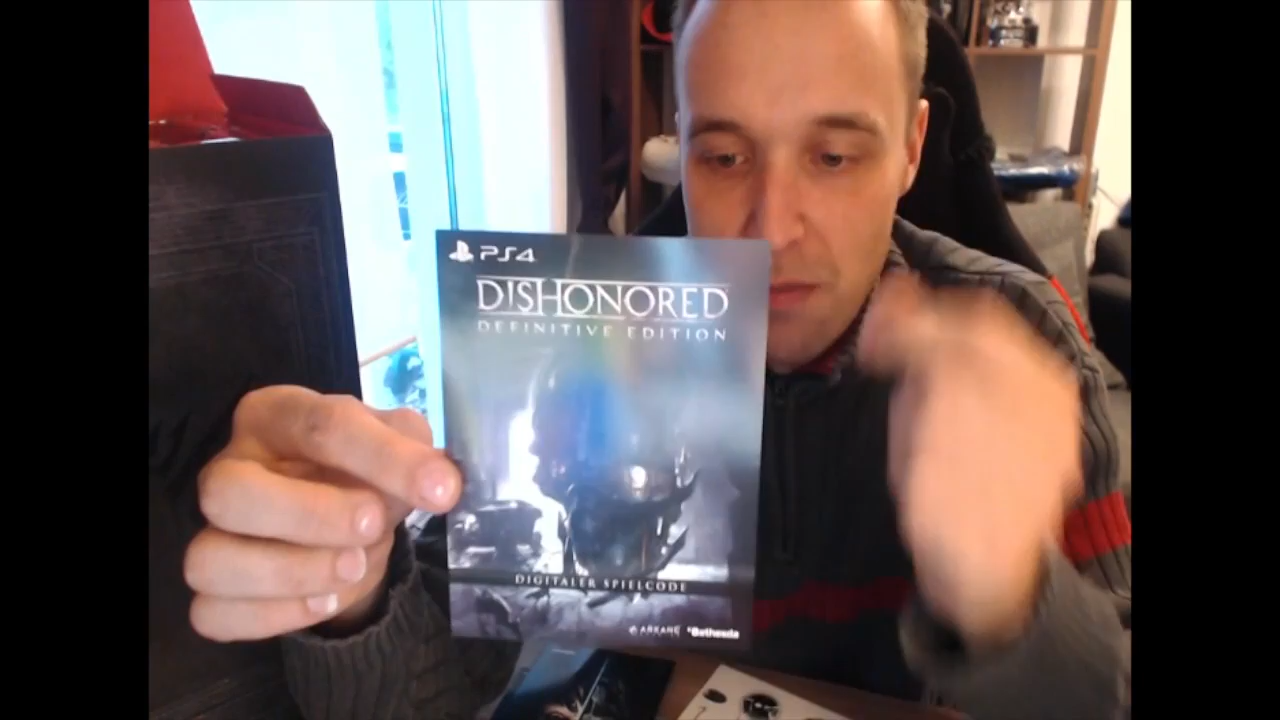 PS4
DISHONORED
DEFINITIVE EDITION
DIGITALER SPIELCODE
ARKANE
Bethesda